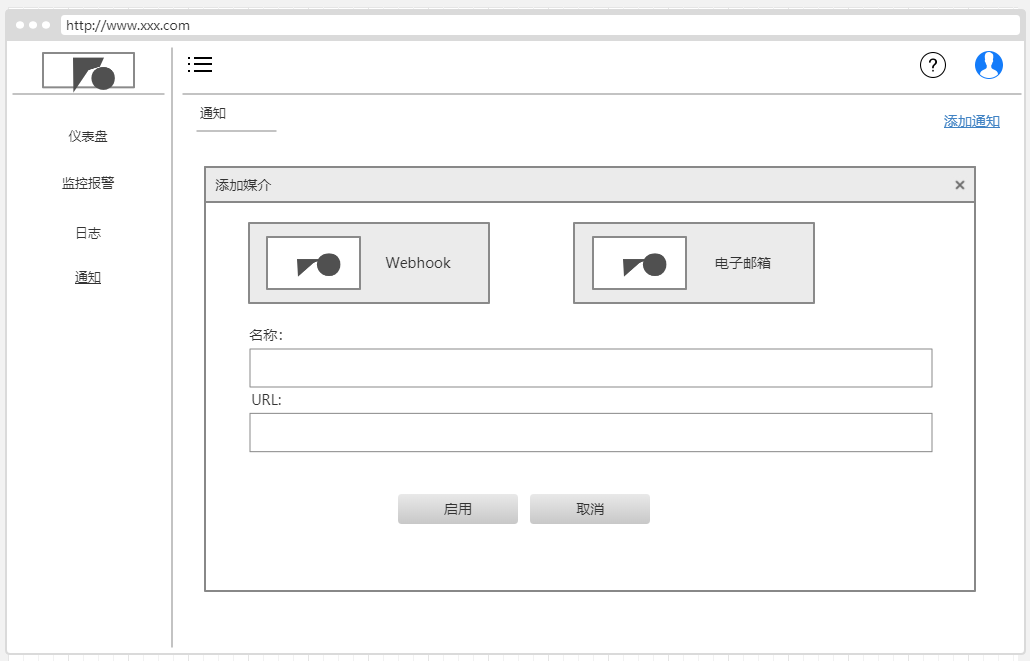 http://www.xxx.com
?
通知
添加通知
仪表盘
监控报警
日志
通知
添加媒介
×
Webhook
电子邮箱
名称：
URL:
启用
取消